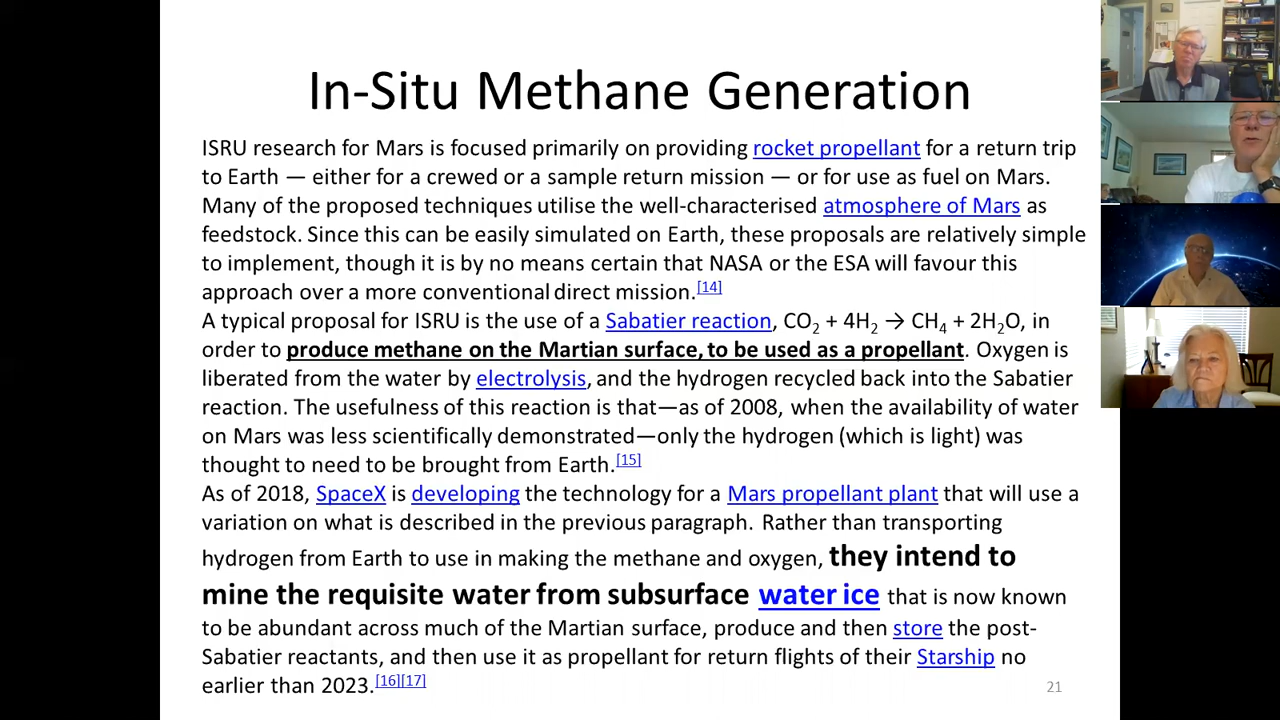 In-Situ Methane Generation
ISRU research for Mars is focused primarily on providing rocket propellant for a return trip
to Earth — either for a crewed or a sample return mission — or for use as fuel on Mars.
Many of the proposed techniques utilise the well-characterised atmosphere of Mars as
feedstock. Since this can be easily simulated on Earth, these proposals are relatively simple
to implement, though it is by no means certain that NASA or the ESA will favour this
approach over a more conventional direct mission.[14]
A typical proposal for ISRU is the use of a Sabatier reaction, CO₂ + 4H₂ → CH₄ + 2H₂O, in
order to produce methane on the Martian surface, to be used as a propellant. Oxygen is
liberated from the water by electrolysis, and the hydrogen recycled back into the Sabatier
reaction. The usefulness of this reaction is that—as of 2008, when the availability of water
on Mars was less scientifically demonstrated—only the hydrogen (which is light) was
thought to need to be brought from Earth.[15]
As of 2018, SpaceX is developing the technology for a Mars propellant plant that will use a
variation on what is described in the previous paragraph. Rather than transporting
hydrogen from Earth to use in making the methane and oxygen, they intend to
mine the requisite water from subsurface water ice that is now known
to be abundant across much of the Martian surface, produce and then store the post-
Sabatier reactants, and then use it as propellant for return flights of their Starship no
earlier than 2023.[16][17]
21